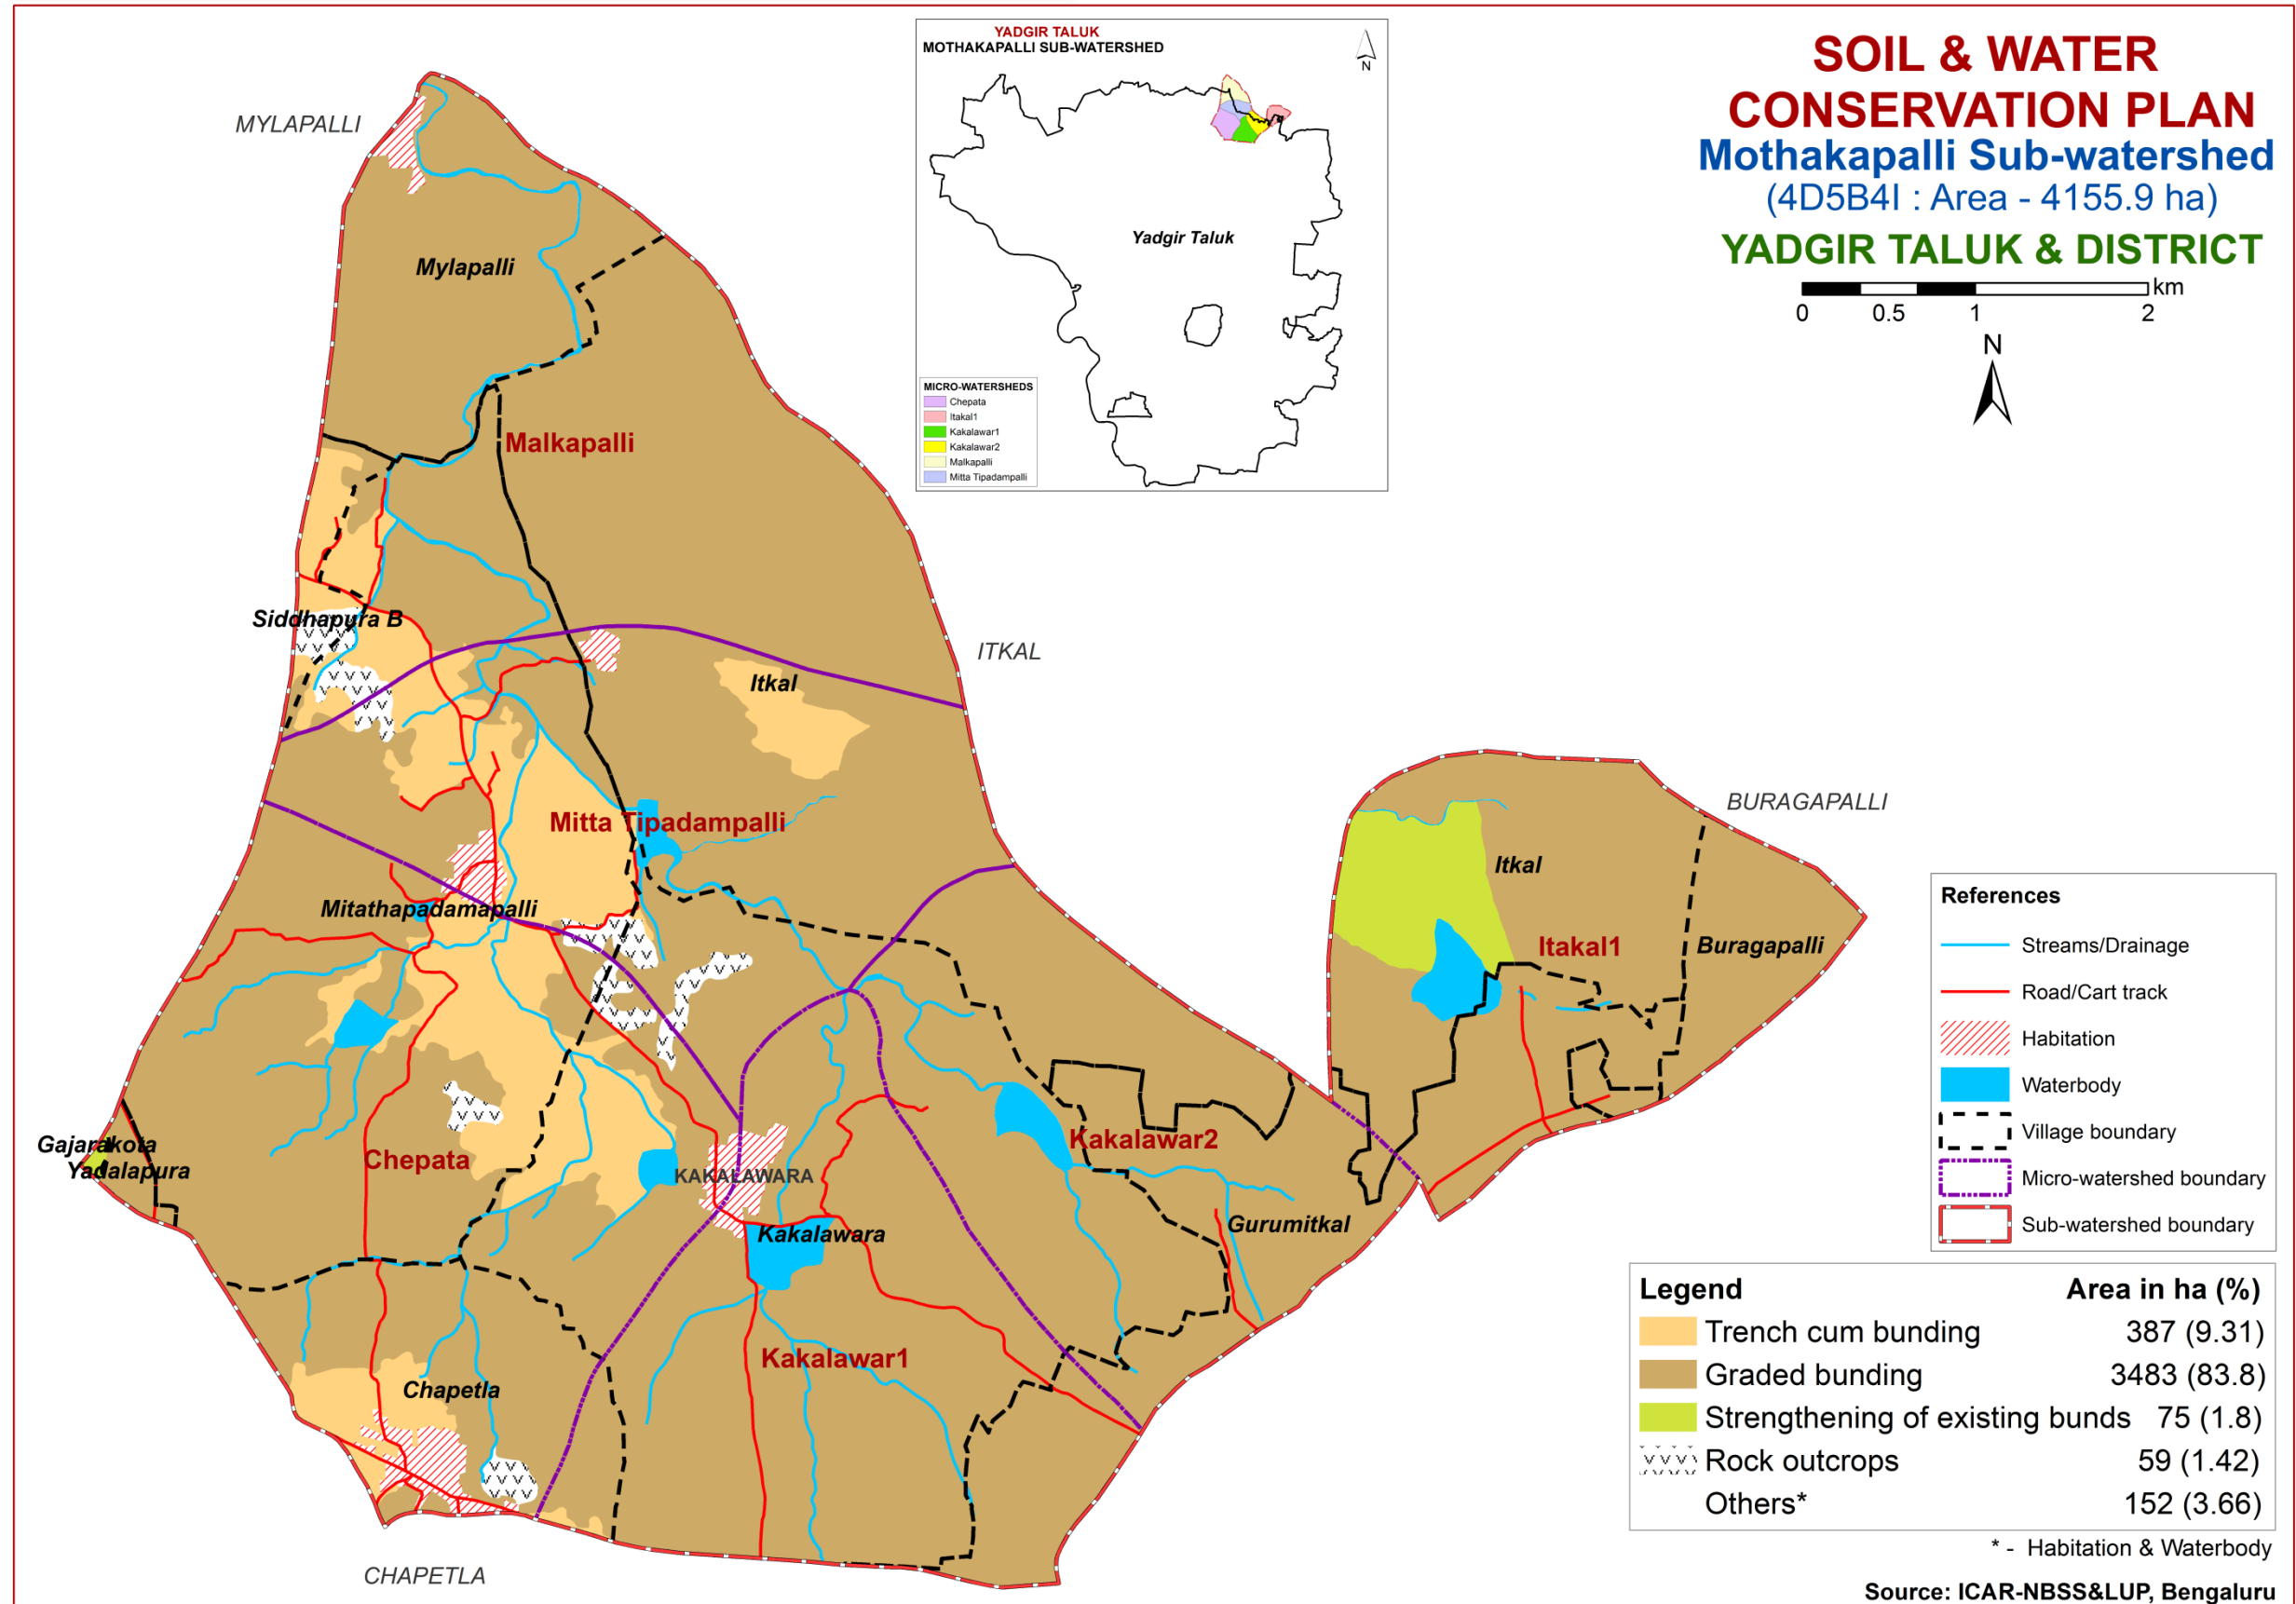 SOIL & WATER
CONSERVATION PLAN
Mothakapalli Sub-watershed
(4D5B4I : Area - 4155.9 ha)
YADGIR TALUK & DISTRICT
km
0 0.5 1 2
N
YADGIR TALUK
MOTHAKAPALLI SUB-WATERSHED
N
Yadgir Taluk
MICRO-WATERSHEDS
Chepata
Itakal1
Kakalawar1
Kakalawar2
Malkapalli
Mitta Tipadampalli
MYLAPALLI
Mylapalli
Malkapalli
Siddhapura B
ITKAL
Itkal
Mitta Tipadampalli
BURAGAPALLI
Itkal
Mitathapadamapalli
Itakal1
Buragapalli
Gajarakota
Yadalapura
Chepata
KAKALAWARA
Kakalawar2
Kakalawara
Gurumitkal
Kakalawar1
Chapetla
CHAPETLA
References
Streams/Drainage
Road/Cart track
Habitation
Waterbody
Village boundary
Micro-watershed boundary
Sub-watershed boundary
Legend Area in ha (%)
Trench cum bunding 387 (9.31)
Graded bunding 3483 (83.8)
Strengthening of existing bunds 75 (1.8)
Rock outcrops 59 (1.42)
Others* 152 (3.66)
* - Habitation & Waterbody
Source: ICAR-NBSS&LUP, Bengaluru